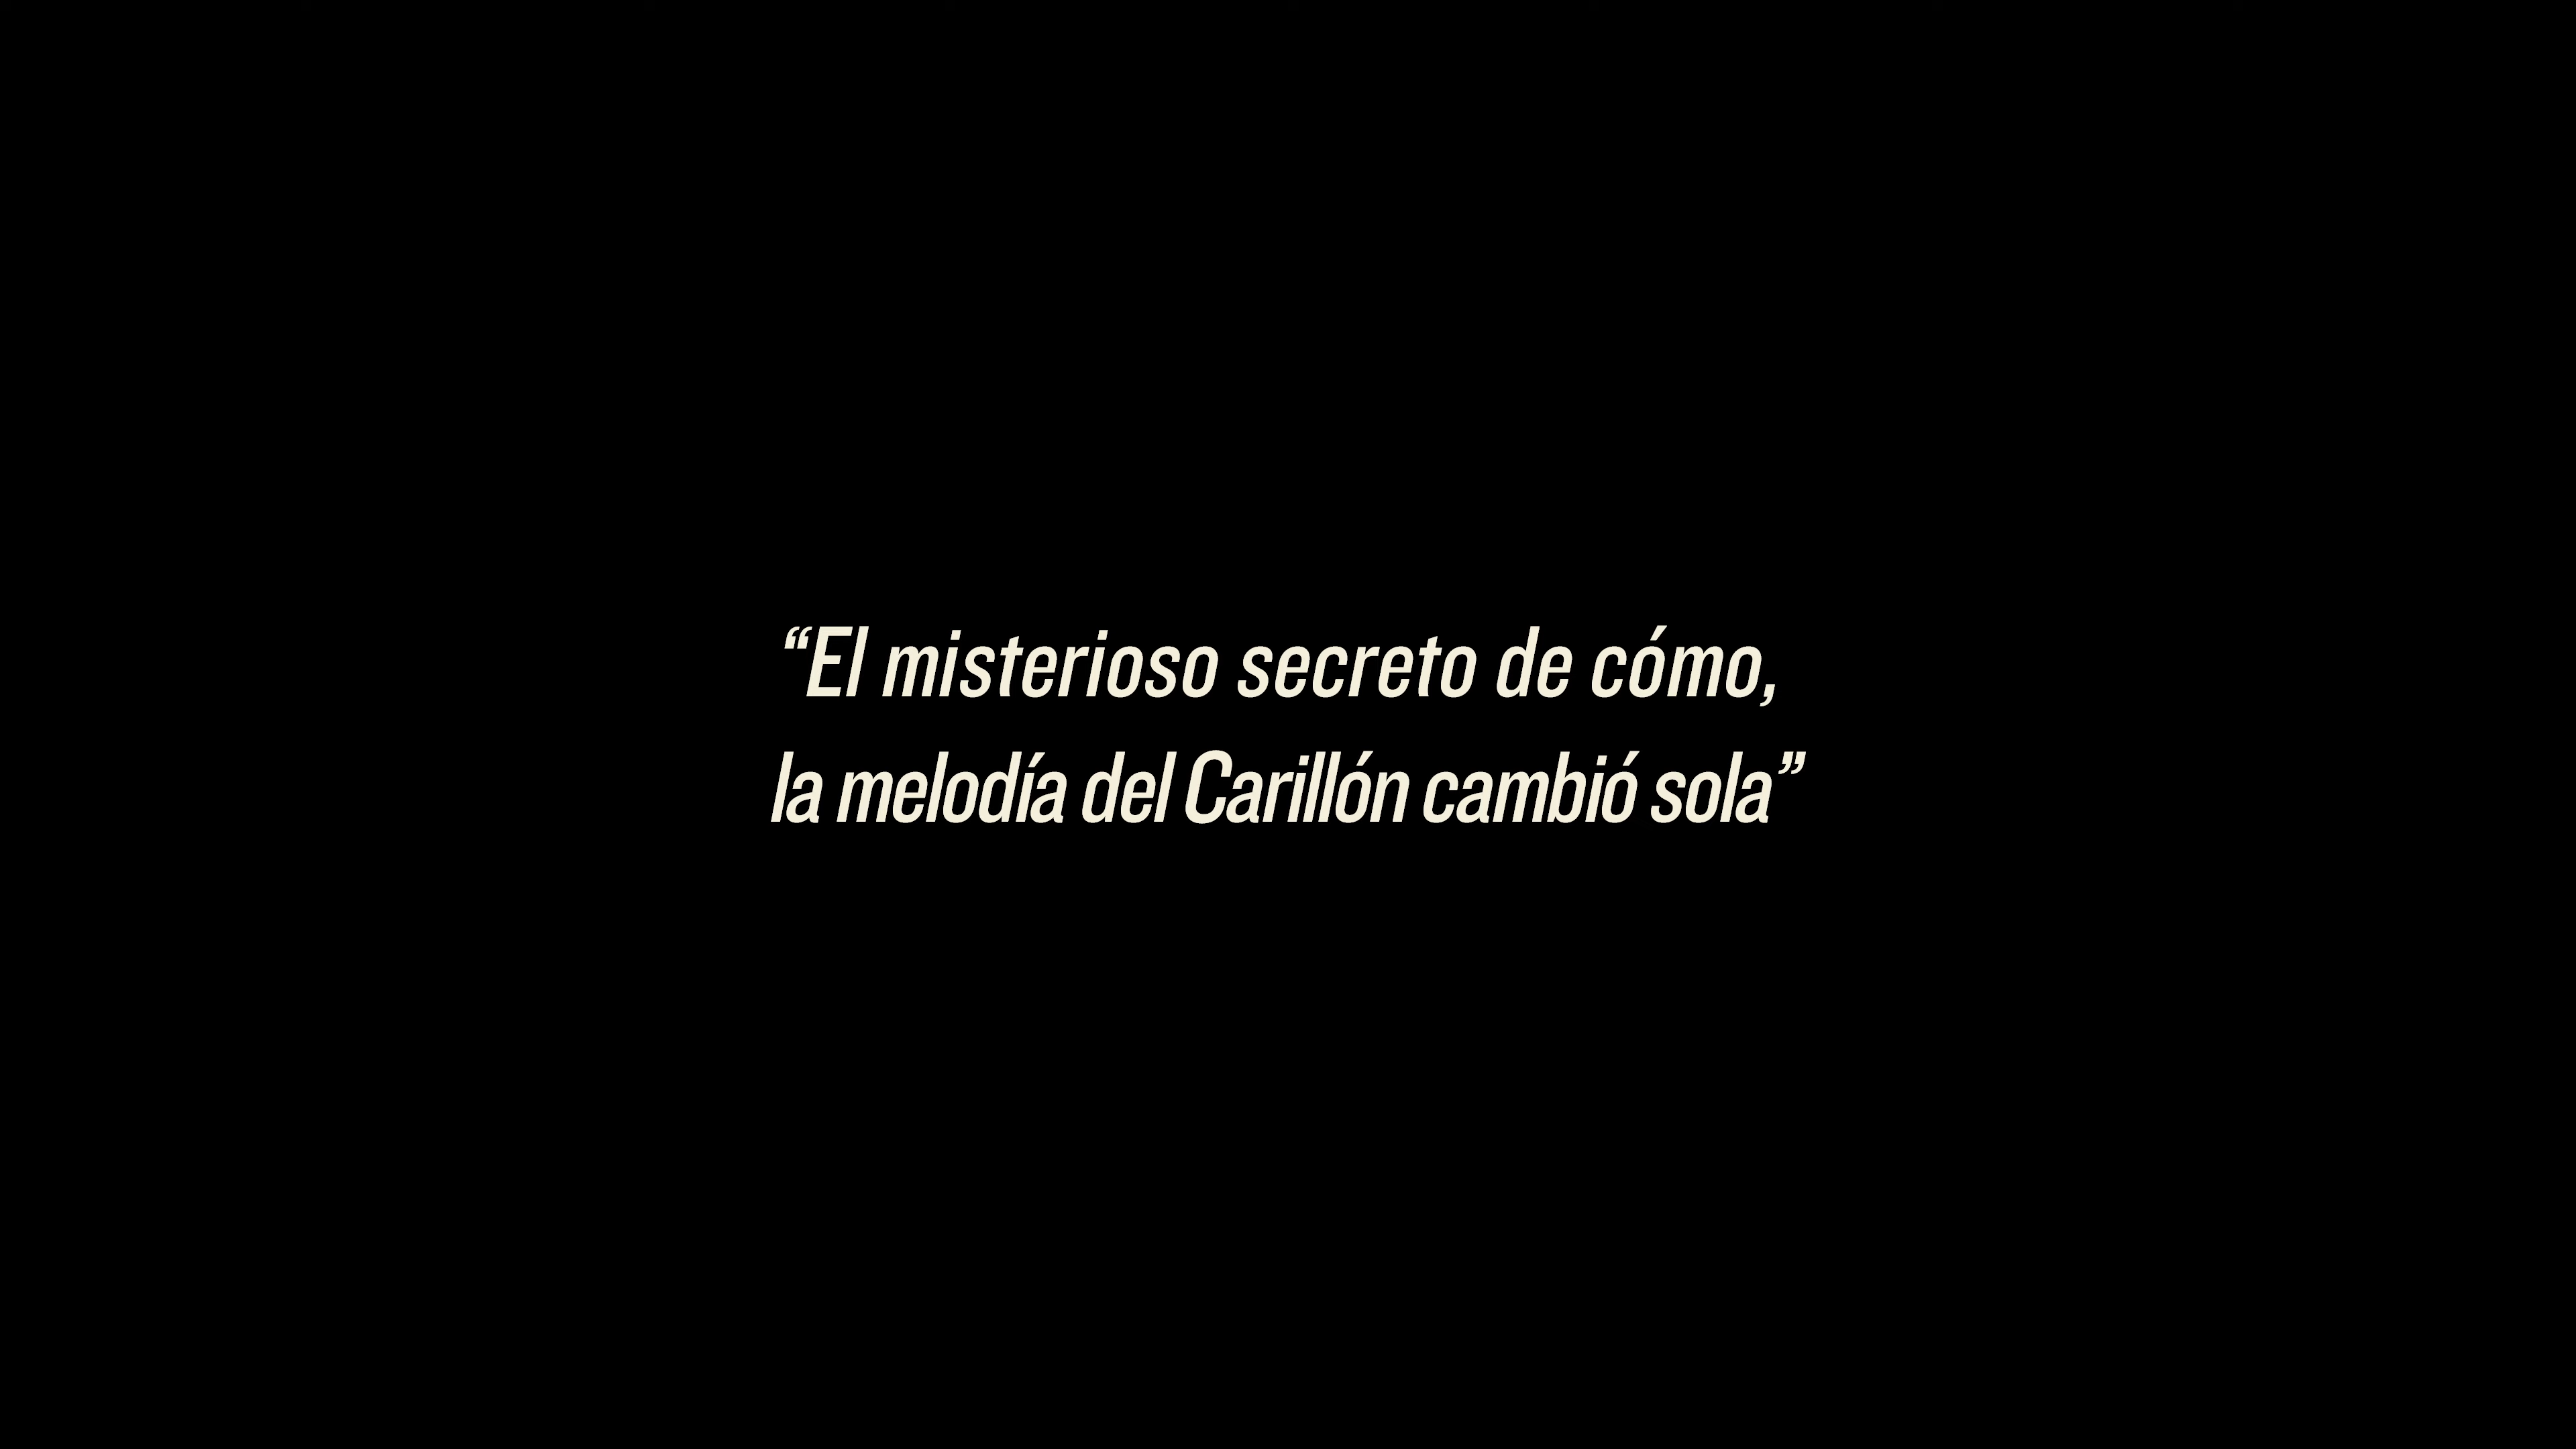 “El misterioso secreto de cómo,
la melodía del Carillón cambió sola”